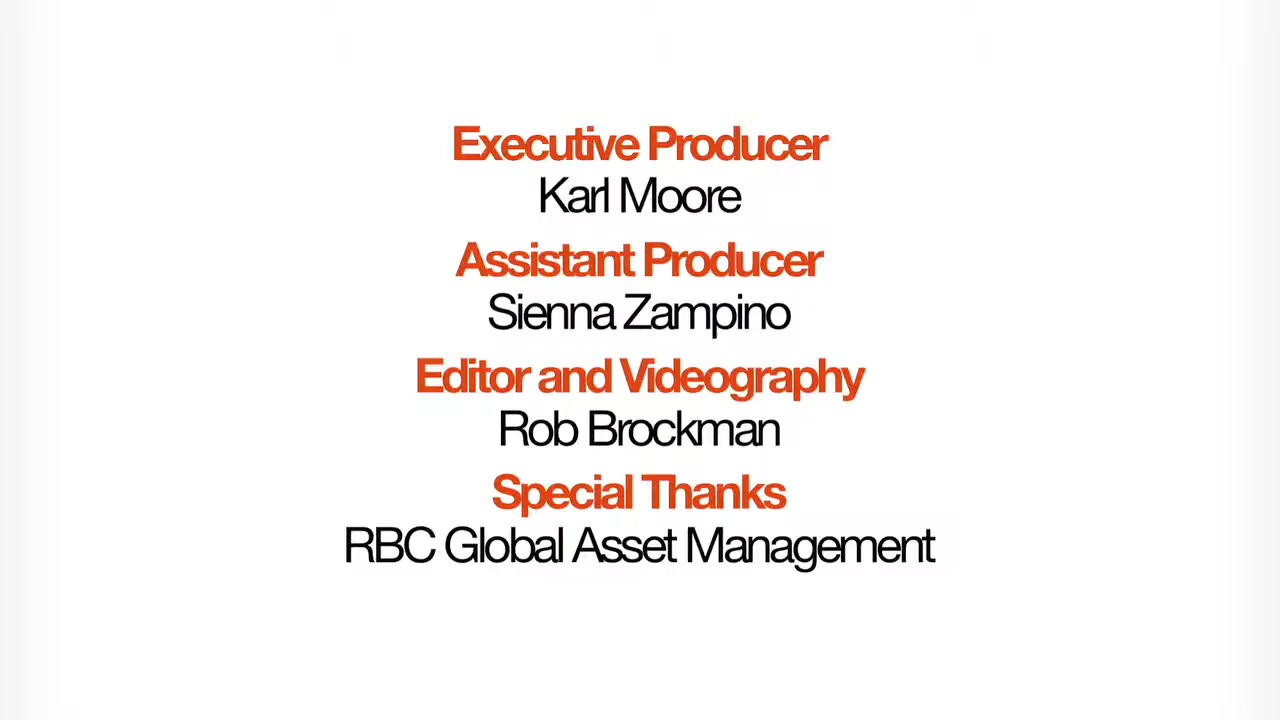 Executive Producer
Karl Moore
Assistant Producer
Sienna Zampino
Editor and Videography
Rob Brockman
Special Thanks
RBC Global Asset Management